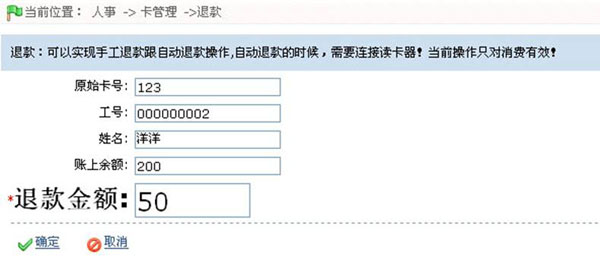 当前位置： 人事 -> 卡管理 ->退款
退款：可以实现手工退款跟自动退款操作,自动退款的时候，需要连接读卡器！当前操作只对消费有效！
原始卡号: 123
工号: 000000002
姓名: 洋洋
账上余额: 200
*退款金额: 50
确定 取消